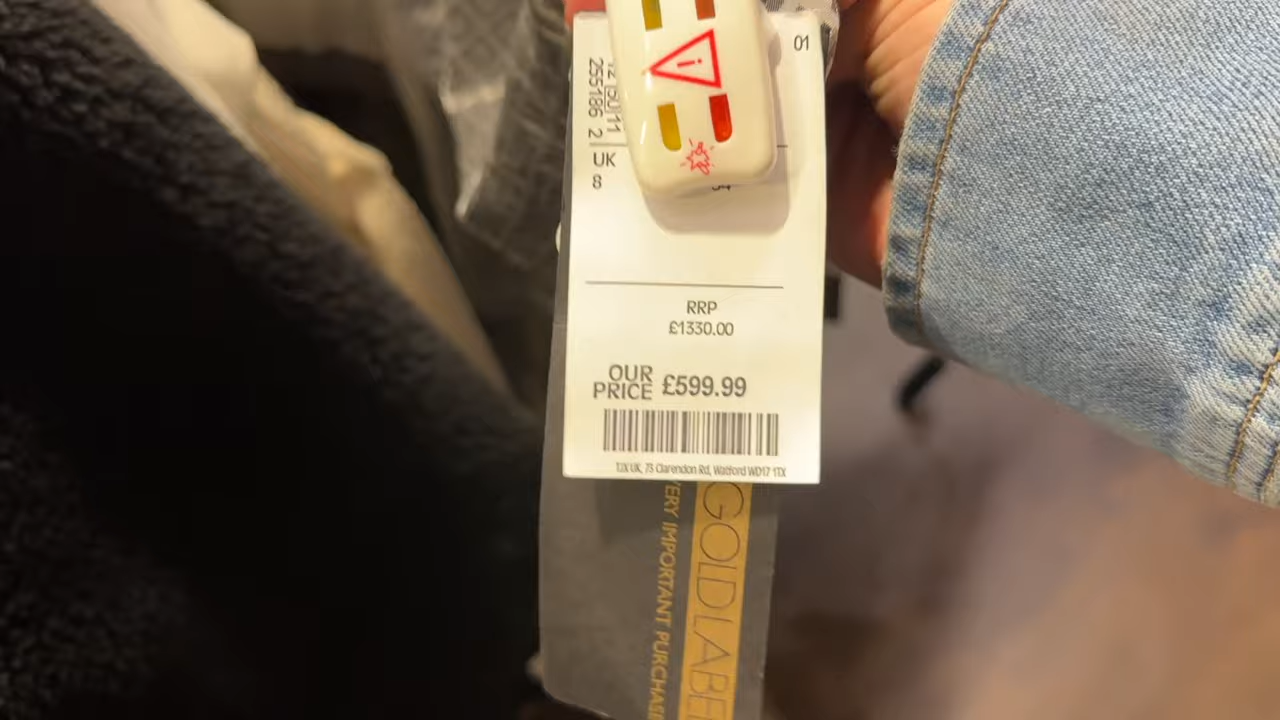 01
255186 2
UK
8
RRP
£1330.00
OUR
PRICE £599.99
TJX UK, 73 Clarendon Rd, Watford WD17 1TX
GOLD LABEL
VERY IMPORTANT PURCHASE